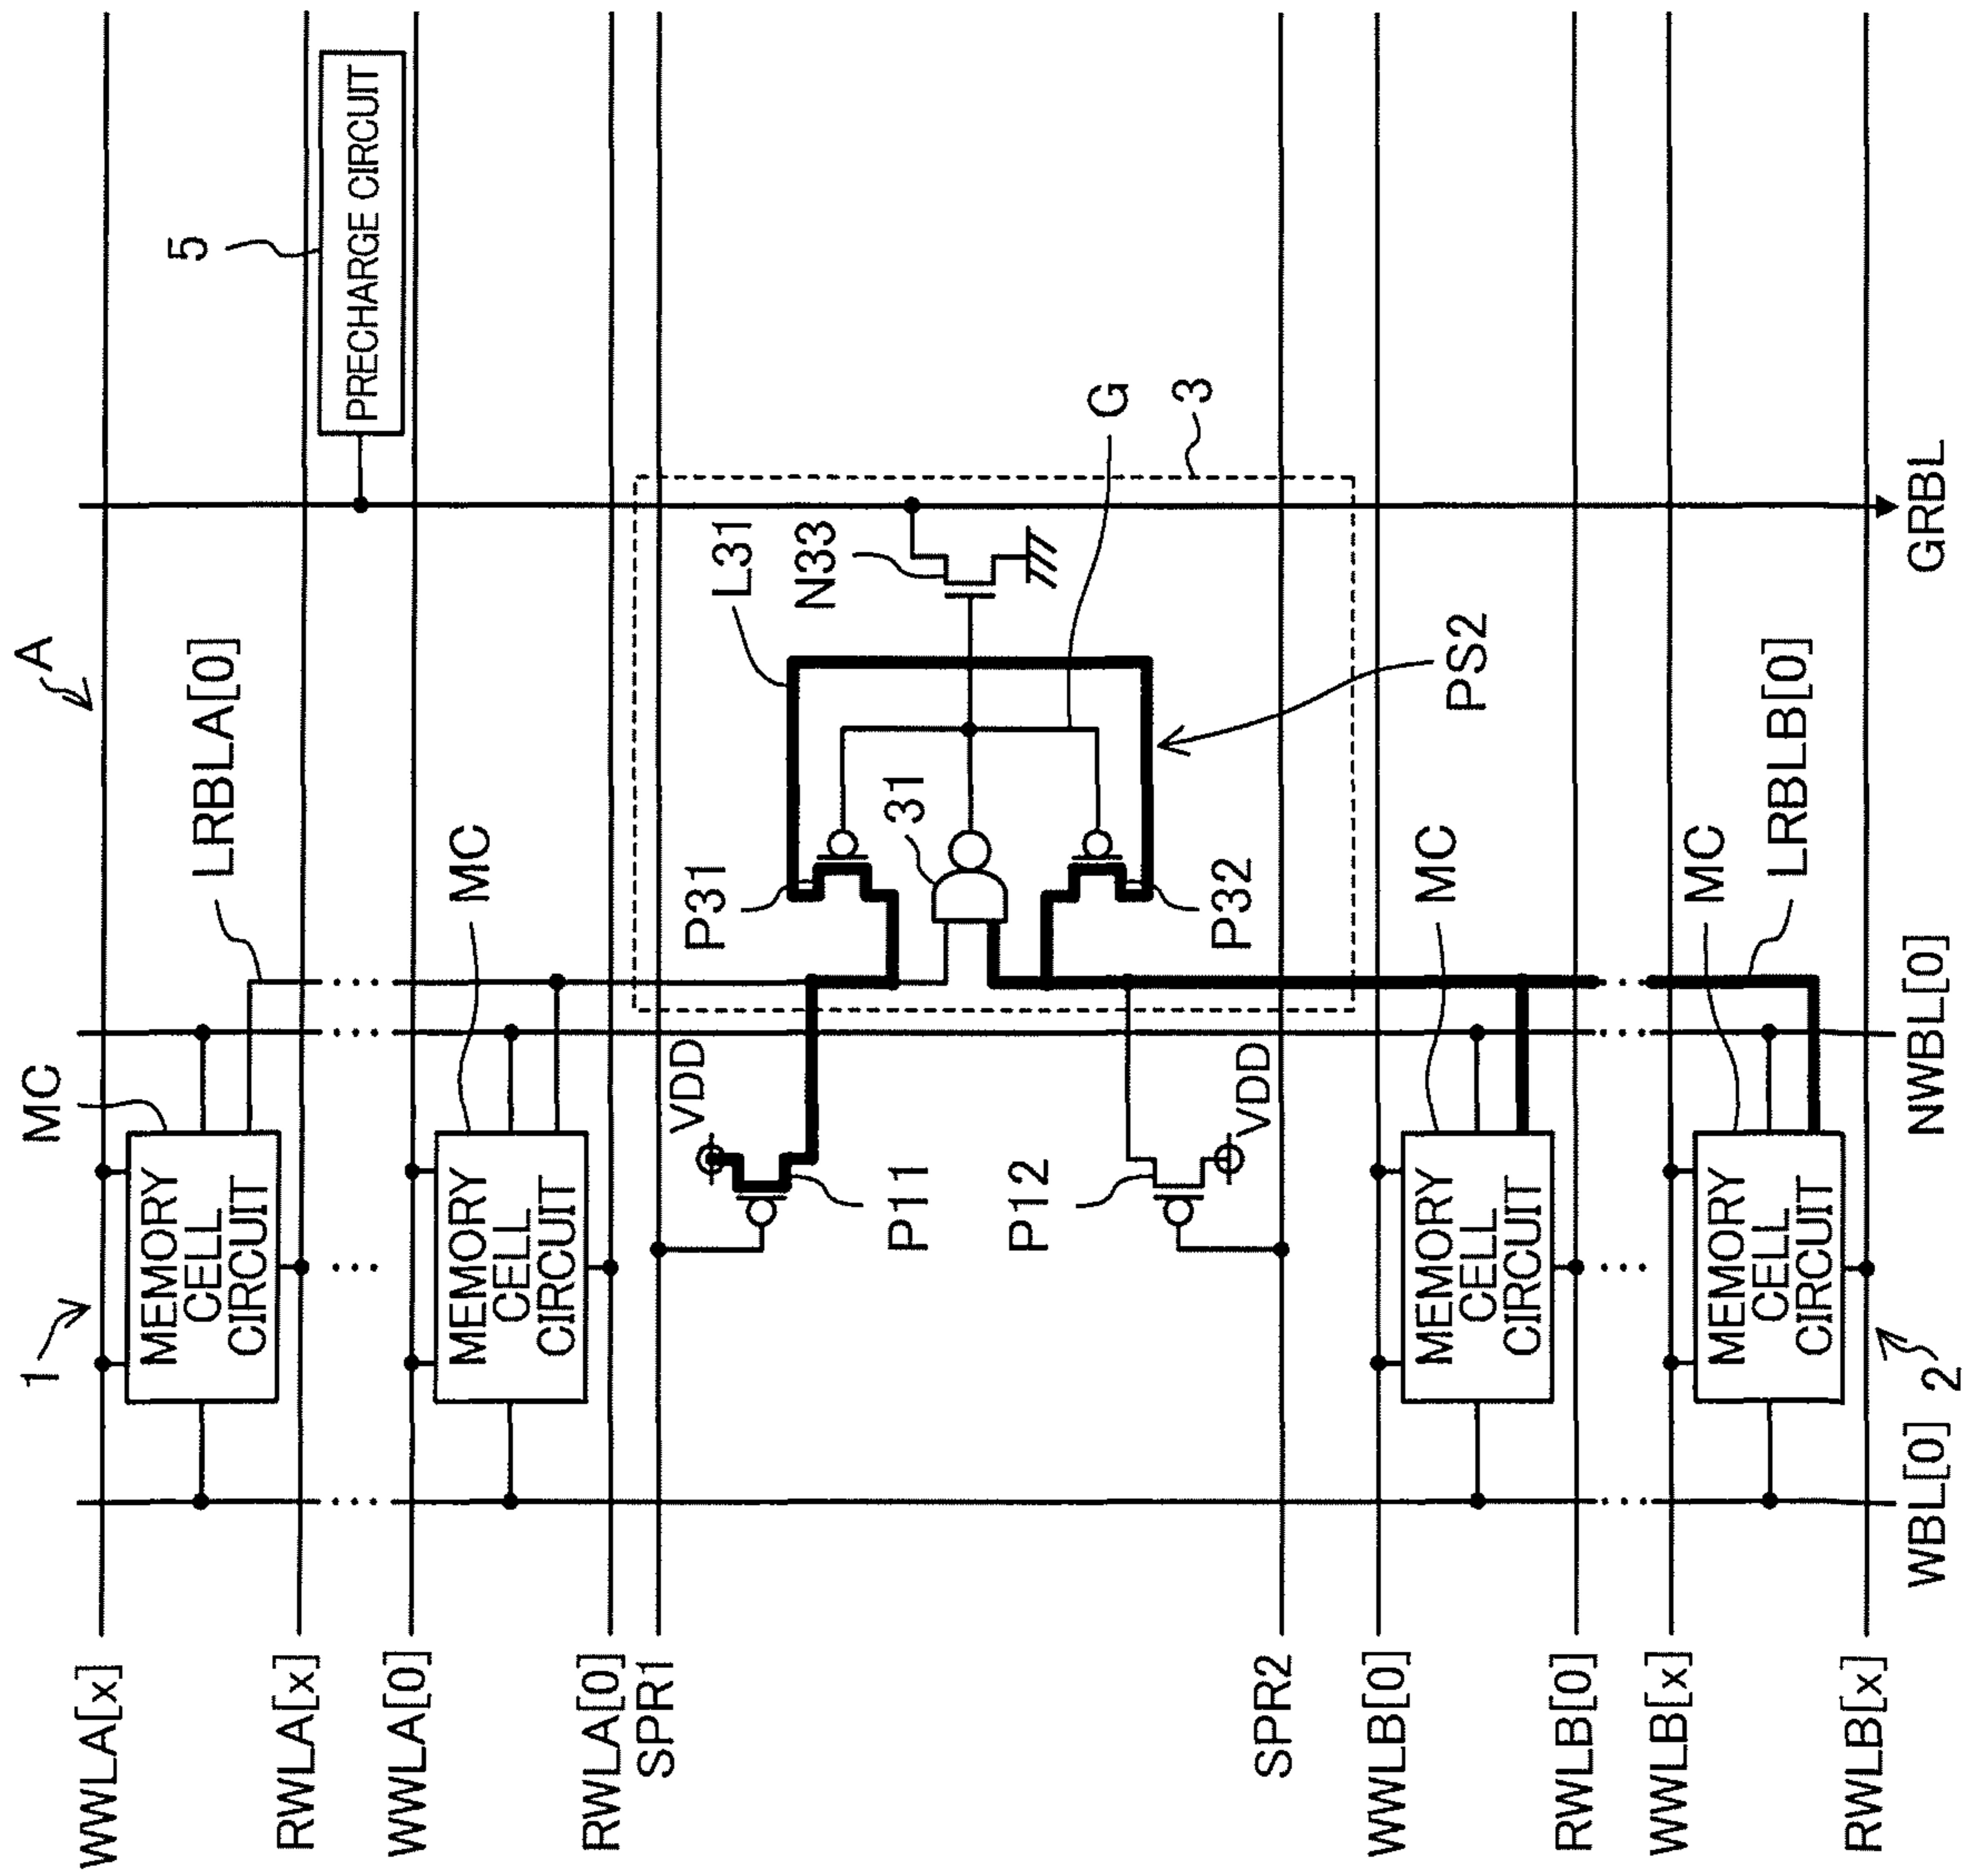 WWLA[x]
RWLA[x]
WWLA[0]
RWLA[0]
SPR1
SPR2
WWLB[0]
RWLB[0]
WWLB[x]
RWLB[x]
1
MC
MEMORY
CELL
CIRCUIT
MC
MEMORY
CELL
CIRCUIT
VDD
P11
P12
VDD
MC
MEMORY
CELL
CIRCUIT
MC
MEMORY
CELL
CIRCUIT
2
WBL[0]
NWBL[0]
A
LRBLA[0]
P31
31
P32
L31
N33
G
3
PS2
LRBLB[0]
GRBL
5
PRECHARGE CIRCUIT